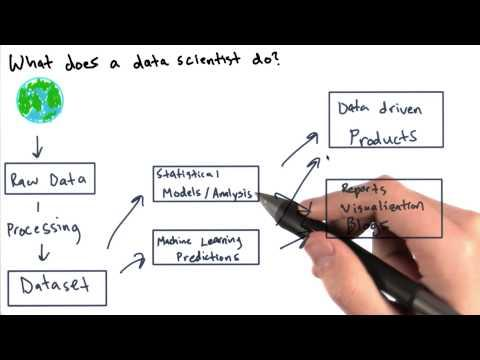 What does a data scientist do?
Raw Data
Processing
Dataset
Statistical
Models/Analysis
Machine Learning
Predictions
Data driven
Products
Reports
Visualization
Blogs